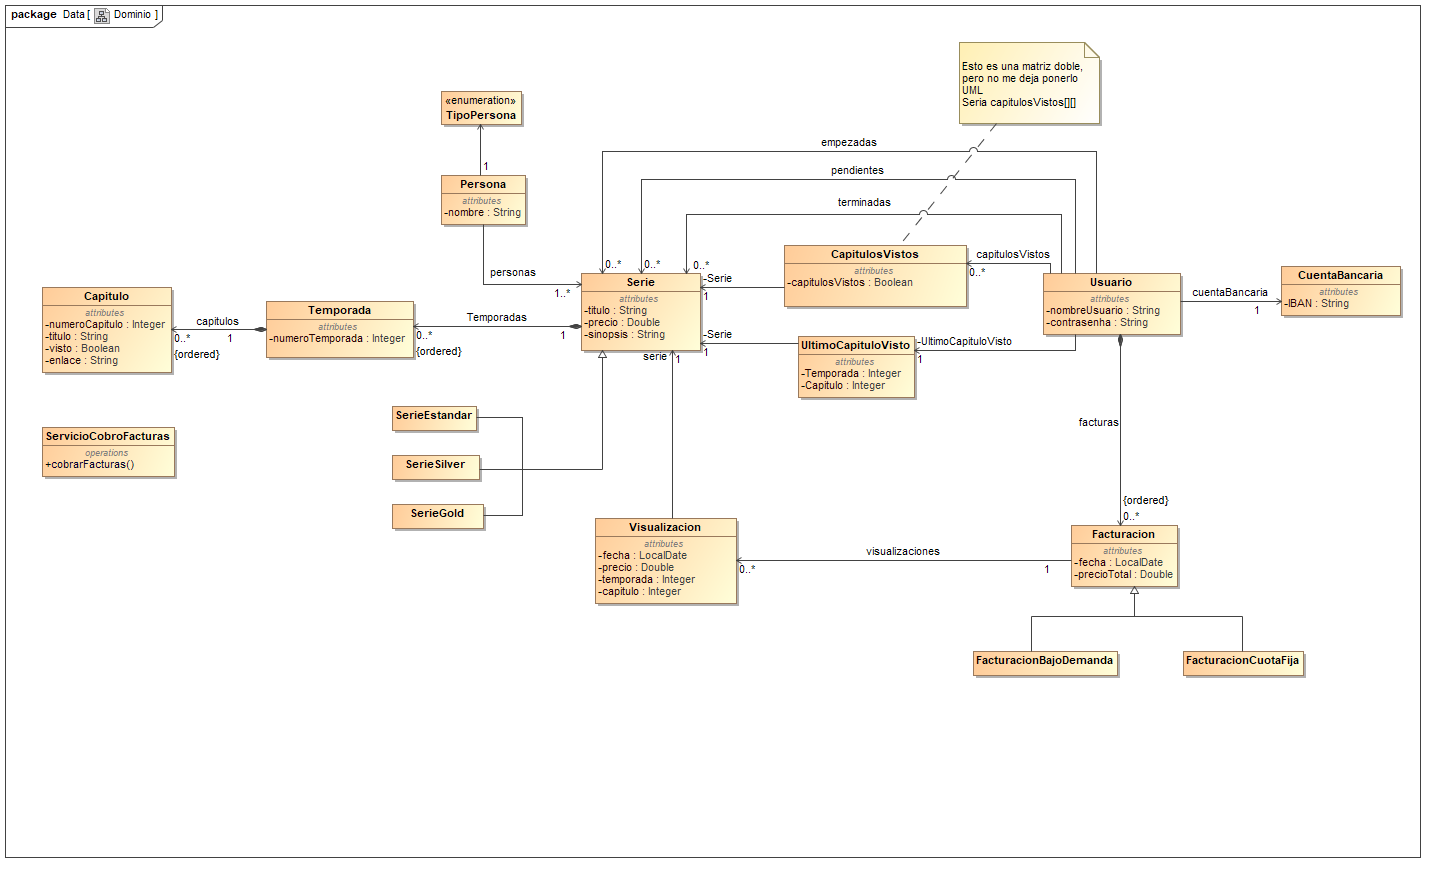 package Data [ Dominio ]
Esto es una matriz doble,
pero no me deja ponerlo
UML
Seria capitulosVistos[][]
«enumeration»
TipoPersona
1
Persona
attributes
-nombre : String
personas
1..*
empezadas
0..*
pendientes
0..*
terminadas
0..*
Serie
attributes
-titulo : String
-precio : Double
-sinopsis : String
-Serie
1
CapitulosVistos
attributes
-capitulosVistos : Boolean
capitulosVistos
0..*
Usuario
attributes
-nombreUsuario : String
-contrasenha : String
cuentaBancaria
1
CuentaBancaria
attributes
-IBAN : String
Capitulo
attributes
-numeroCapitulo : Integer
-titulo : String
-visto : Boolean
-enlace : String
capitulos
0..*
1
{ordered}
Temporada
attributes
-numeroTemporada : Integer
Temporadas
0..*
1
{ordered}
-Serie
1
UltimoCapituloVisto
attributes
-Temporada : Integer
-Capitulo : Integer
-UltimoCapituloVisto
1
serie
1
ServicioCobroFacturas
operations
+cobrarFacturas()
SerieEstandar
SerieSilver
SerieGold
facturas
{ordered}
0..*
Visualizacion
attributes
-fecha : LocalDate
-precio : Double
-temporada : Integer
-capitulo : Integer
visualizaciones
0..*
1
Facturacion
attributes
-fecha : LocalDate
-precioTotal : Double
FacturacionBajoDemanda
FacturacionCuotaFija